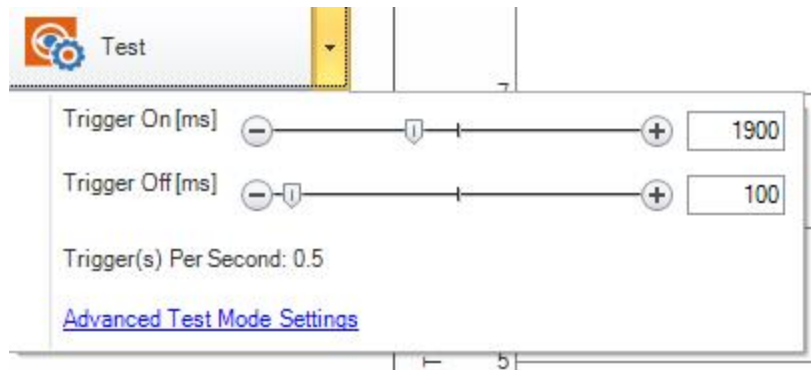 Test
7
Trigger On [ms] 1900
Trigger Off [ms] 100
Trigger(s) Per Second: 0.5
Advanced Test Mode Settings
5